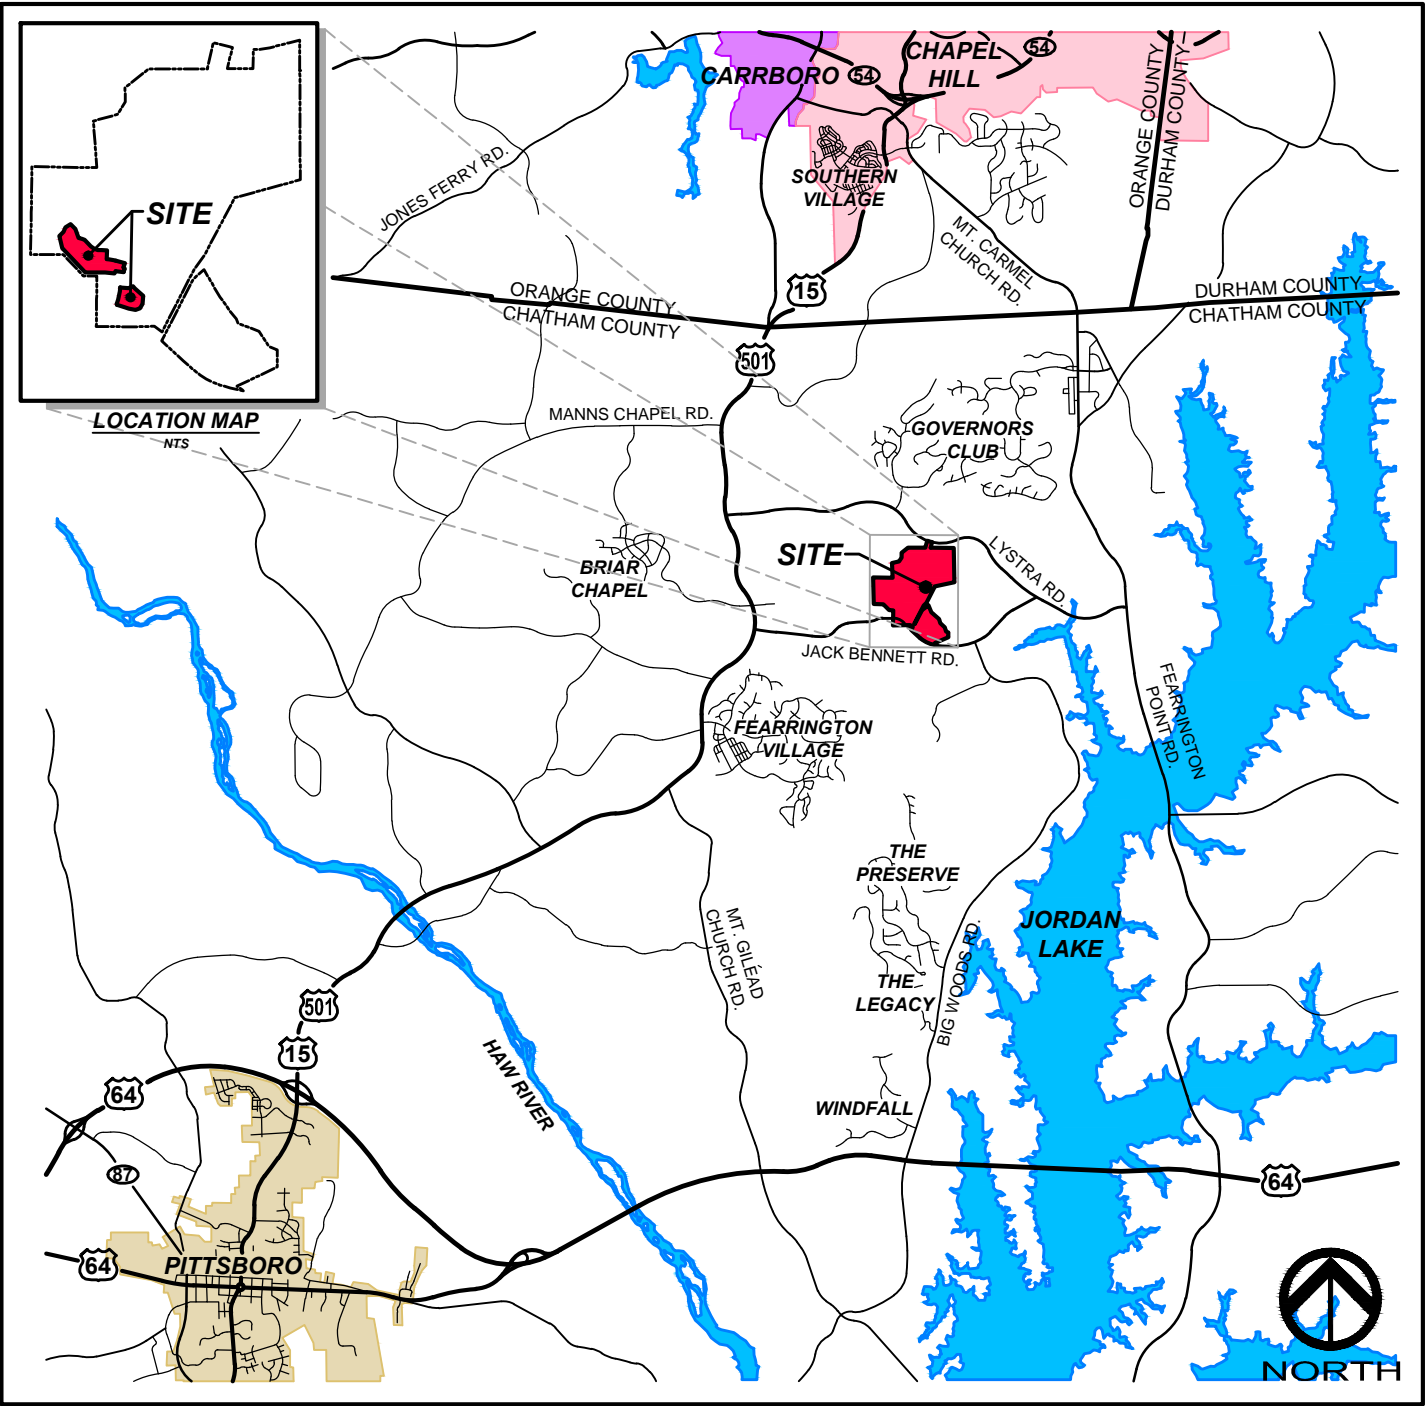 SITE
LOCATION MAP
NTS
CARRBORO
54
CHAPEL
HILL
54
ORANGE COUNTY
DURHAM COUNTY
JONES FERRY RD.
SOUTHERN
VILLAGE
MT. CARMEL
CHURCH RD.
15
ORANGE COUNTY
CHATHAM COUNTY
DURHAM COUNTY
CHATHAM COUNTY
501
MANNS CHAPEL RD.
GOVERNORS
CLUB
SITE
LYSTRA RD.
BRIAR
CHAPEL
JACK BENNETT RD.
FEARRINGTON
POINT RD.
FEARRINGTON
VILLAGE
THE
PRESERVE
MT. GILEAD
CHURCH RD.
JORDAN
LAKE
BIG WOODS RD.
THE
LEGACY
501
15
HAW RIVER
64
WINDFALL
87
64
64
PITTSBORO
NORTH